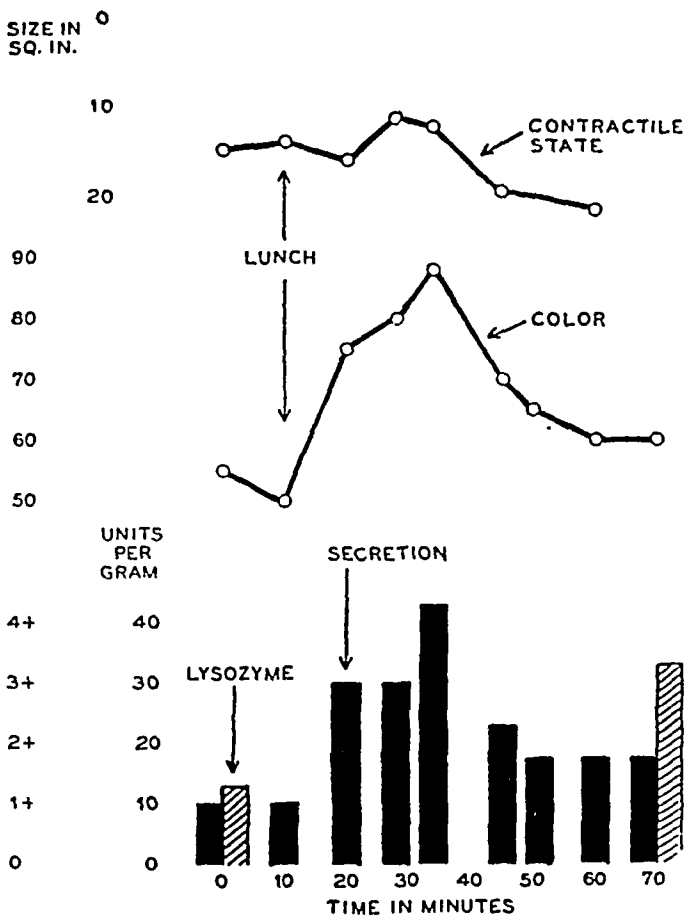 SIZE IN
SQ. IN.
0
10
20
CONTRACTILE
STATE
LUNCH
90
80
70
60
50
COLOR
UNITS
PER
GRAM
SECRETION
LYSOZYME
4+ 40
3+ 30
2+ 20
1+ 10
0 0
0 10 20 30 40 50 60 70
TIME IN MINUTES